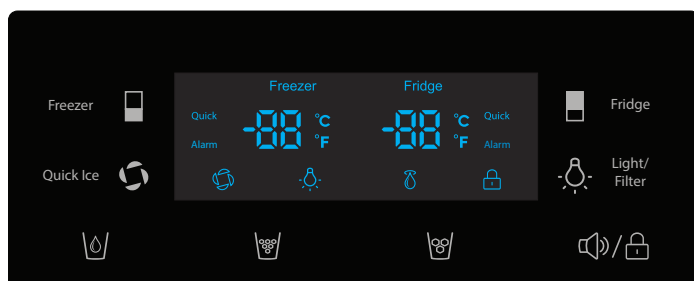 Freezer
Fridge
Freezer
Quick
-88 °C
°F
-88 °C
°F
Quick
Fridge
Alarm
Alarm
Quick Ice
Light/
Filter
/